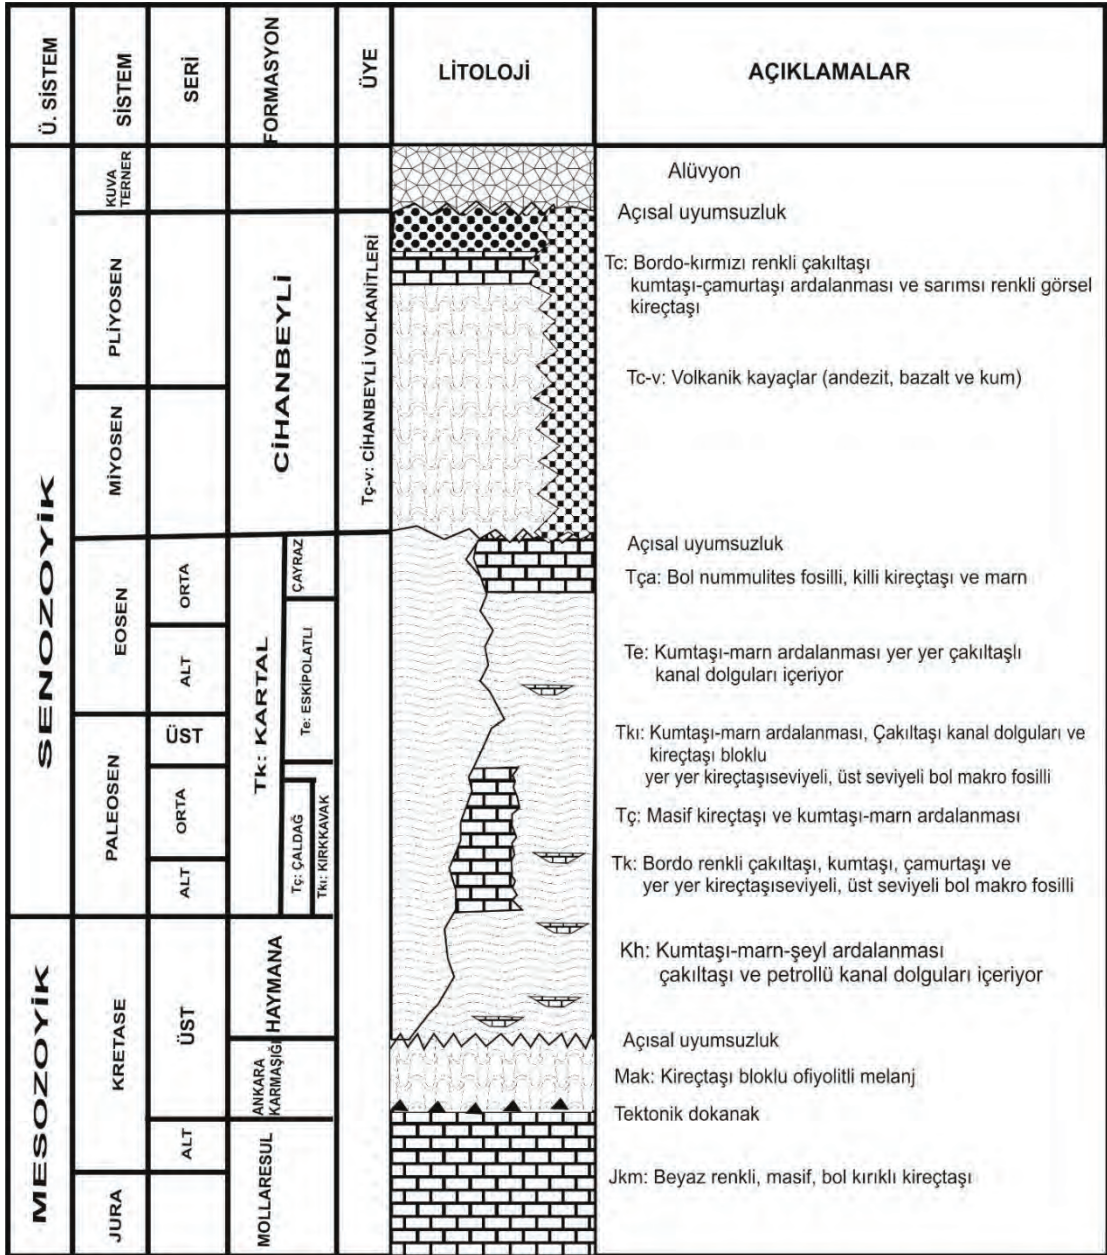 Ü. SİSTEM
SİSTEM
SERİ
FORMASYON
ÜYE
LİTOLOJİ
AÇIKLAMALAR
SENOZOYİK
MESOZOYİK
KUVA
TERNER
PLİYOSEN
MİYOSEN
EOSEN
PALEOSEN
KRETASE
JURA
ORTA
ALT
ÜST
ORTA
ALT
ÜST
ALT
CİHANBEYLİ
Tk: KARTAL
ÇAYRAZ
Te: ESKİPOLATLI
Tç: ÇALDAĞ
Tkı: KIRKKAVAK
HAYMANA
ANKARA
KARMAŞIĞI
MOLLARESUL
Tç-v: CİHANBEYLİ VOLKANİTLERİ
Alüvyon
Açısal uyumsuzluk
Tc: Bordo-kırmızı renkli çakıltaşı
kumtaşı-çamurtaşı ardalanması ve sarımsı renkli görsel
kireçtaşı
Tc-v: Volkanik kayaçlar (andezit, bazalt ve kum)
Açısal uyumsuzluk
Tça: Bol nummulites fosilli, killi kireçtaşı ve marn
Te: Kumtaşı-marn ardalanması yer yer çakıltaşlı
kanal dolguları içeriyor
Tkı: Kumtaşı-marn ardalanması, Çakıltaşı kanal dolguları ve
kireçtaşı bloklu
yer yer kireçtaşıseviyeli, üst seviyeli bol makro fosilli
Tç: Masif kireçtaşı ve kumtaşı-marn ardalanması
Tk: Bordo renkli çakıltaşı, kumtaşı, çamurtaşı ve
yer yer kireçtaşıseviyeli, üst seviyeli bol makro fosilli
Kh: Kumtaşı-marn-şeyl ardalanması
çakıltaşı ve petrollü kanal dolguları içeriyor
Açısal uyumsuzluk
Mak: Kireçtaşı bloklu ofiyolitli melanj
Tektonik dokanak
Jkm: Beyaz renkli, masif, bol kırıklı kireçtaşı